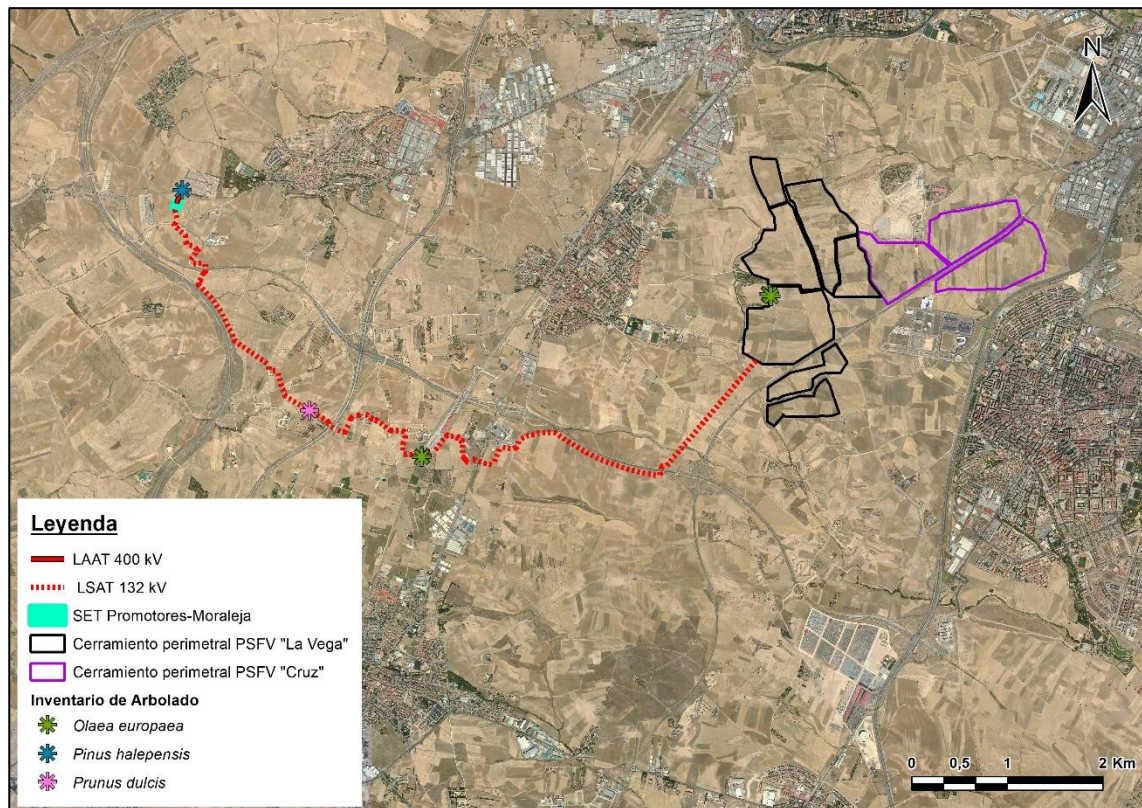 N
Leyenda
LAAT 400 kV
LSAT 132 kV
SET Promotores-Moraleja
Cerramiento perimetral PSFV "La Vega"
Cerramiento perimetral PSFV "Cruz"
Inventario de Arbolado
Olaea europaea
Pinus halepensis
Prunus dulcis
0 0,5 1 2 Km